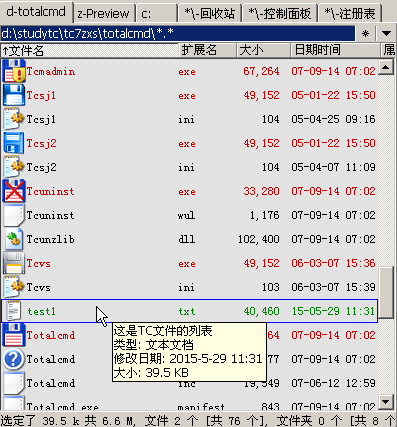 d-totalcmd z-Preview c: *\-回收站 *\-控制面板 *\-注册表
d:\studytc\tc7zxs\totalcmd\*.* * ▼
↑文件名 扩展名 大小 日期时间 属
Tcmadmin exe 67,264 07-09-14 07:02
Tcsj1 exe 49,152 05-01-22 15:50
Tcsj1 ini 104 05-04-25 09:16
Tcsj2 exe 49,152 05-01-22 15:50
Tcsj2 ini 104 05-04-07 11:09
Tcuninst exe 33,280 07-09-14 07:02
Tcuninst wul 1,176 07-09-14 07:02
Tcunzlib dll 102,400 07-09-14 07:02
Tcvs exe 49,152 06-03-07 15:36
Tcvs ini 103 06-03-07 15:39
test1 txt 40,460 15-05-29 11:31
Totalcmd 64 07-09-14 07:02
Totalcmd 77 07-09-14 07:02
Totalcmd inc 19,549 07-06-12 12:59
Totalcmd.exe manifest 843 07-09-14 07:02
这是TC文件的列表
类型: 文本文档
修改日期: 2015-5-29 11:31
大小: 39.5 KB
选定了 39.5 k 共 6.6 M, 文件 2 个 [共 76 个], 文件夹 0 个 [共 8 个